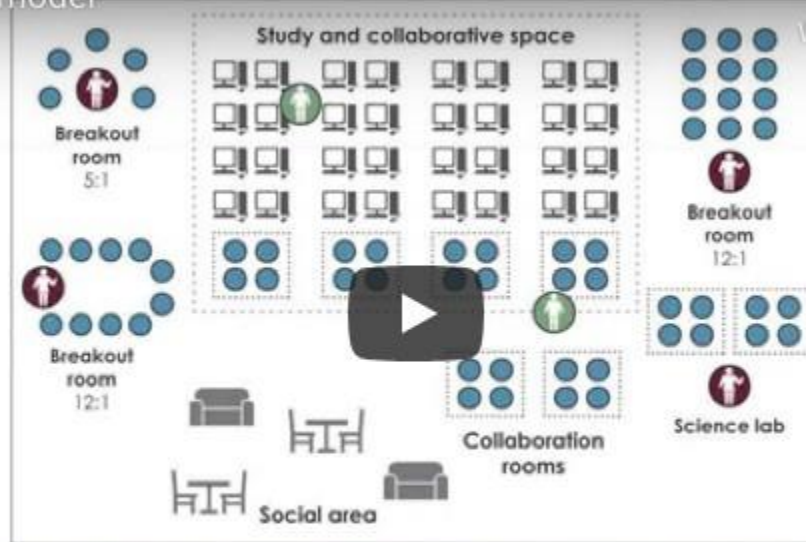 model
Study and collaborative space
Breakout
room
5:1
Breakout
room
12:1
Breakout
room
12:1
Collaboration
rooms
Science lab
Social area